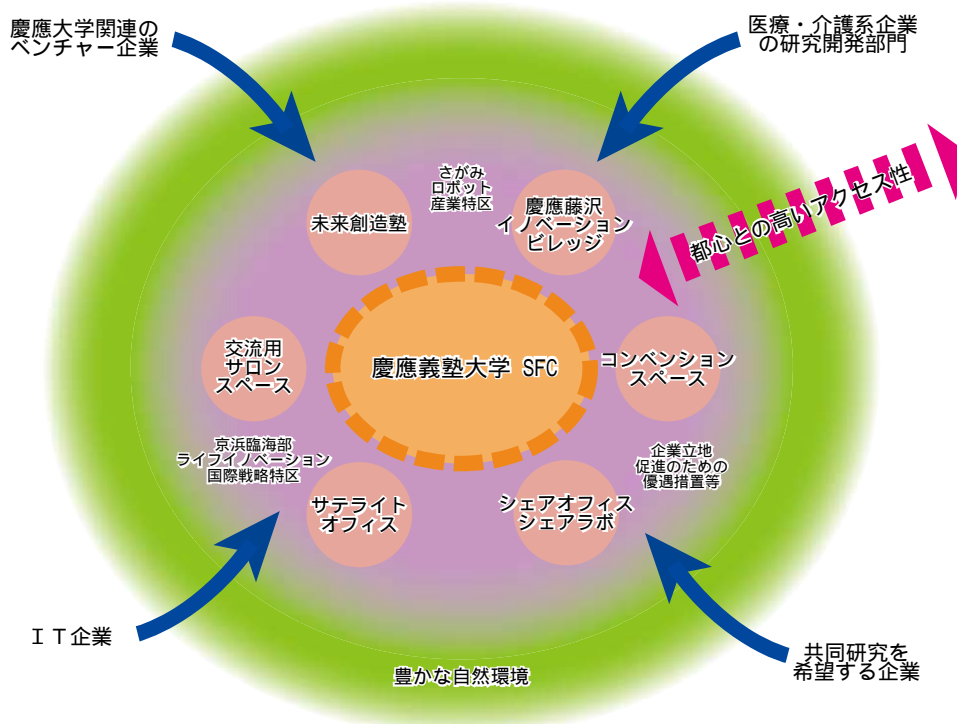 慶應大学関連の
ベンチャー企業
医療・介護系企業
の研究開発部門
さがみ
ロボット
産業特区
未来創造塾
慶應藤沢
イノベーション
ビレッジ
都心との高いアクセス性
交流用
サロン
スペース
慶應義塾大学 SFC
コンベンション
スペース
京浜臨海部
ライフイノベーション
国際戦略特区
企業立地
促進のための
優遇措置等
サテライト
オフィス
シェアオフィス
シェアラボ
ＩＴ企業
共同研究を
希望する企業
豊かな自然環境